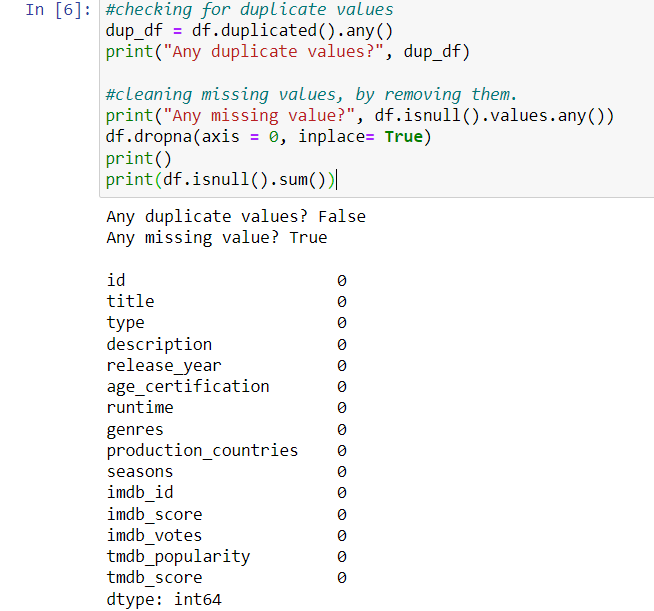 In [6]: #checking for duplicate values
dup_df = df.duplicated().any()
print("Any duplicate values?", dup_df)

#cleaning missing values, by removing them.
print("Any missing value?", df.isnull().values.any())
df.dropna(axis = 0, inplace= True)
print()
print(df.isnull().sum())

Any duplicate values? False
Any missing value? True

id 0
title 0
type 0
description 0
release_year 0
age_certification 0
runtime 0
genres 0
production_countries 0
seasons 0
imdb_id 0
imdb_score 0
imdb_votes 0
tmdb_popularity 0
tmdb_score 0
dtype: int64